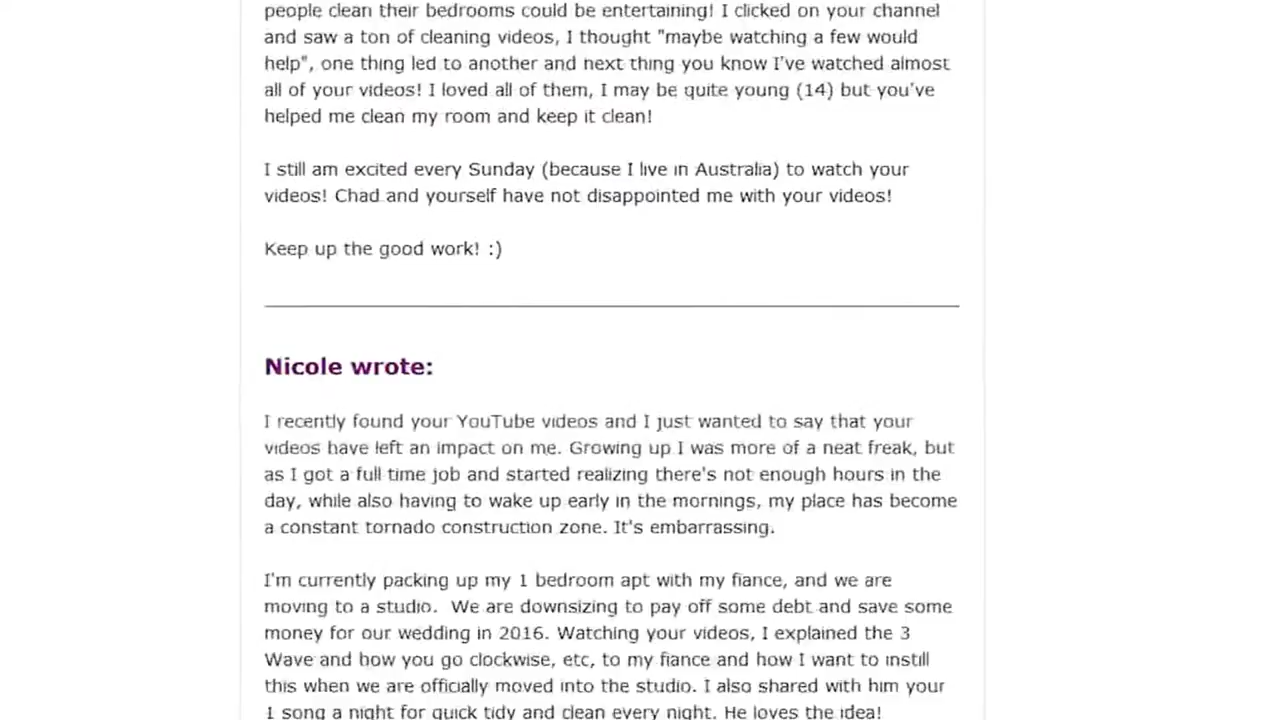 people clean their bedrooms could be entertaining! I clicked on your channel
and saw a ton of cleaning videos, I thought "maybe watching a few would
help", one thing led to another and next thing you know I've watched almost
all of your videos! I loved all of them, I may be quite young (14) but you've
helped me clean my room and keep it clean!
I still am excited every Sunday (because I live in Australia) to watch your
videos! Chad and yourself have not disappointed me with your videos!
Keep up the good work! :)
Nicole wrote:
I recently found your YouTube videos and I just wanted to say that your
videos have left an impact on me. Growing up I was more of a neat freak, but
as I got a full time job and started realizing there's not enough hours in the
day, while also having to wake up early in the mornings, my place has become
a constant tornado construction zone. It's embarrassing.
I'm currently packing up my 1 bedroom apt with my fiance, and we are
moving to a studio.  We are downsizing to pay off some debt and save some
money for our wedding in 2016. Watching your videos, I explained the 3
Wave and how you go clockwise, etc, to my fiance and how I want to instill
this when we are officially moved into the studio. I also shared with him your
1 song a night for quick tidy and clean every night. He loves the idea!